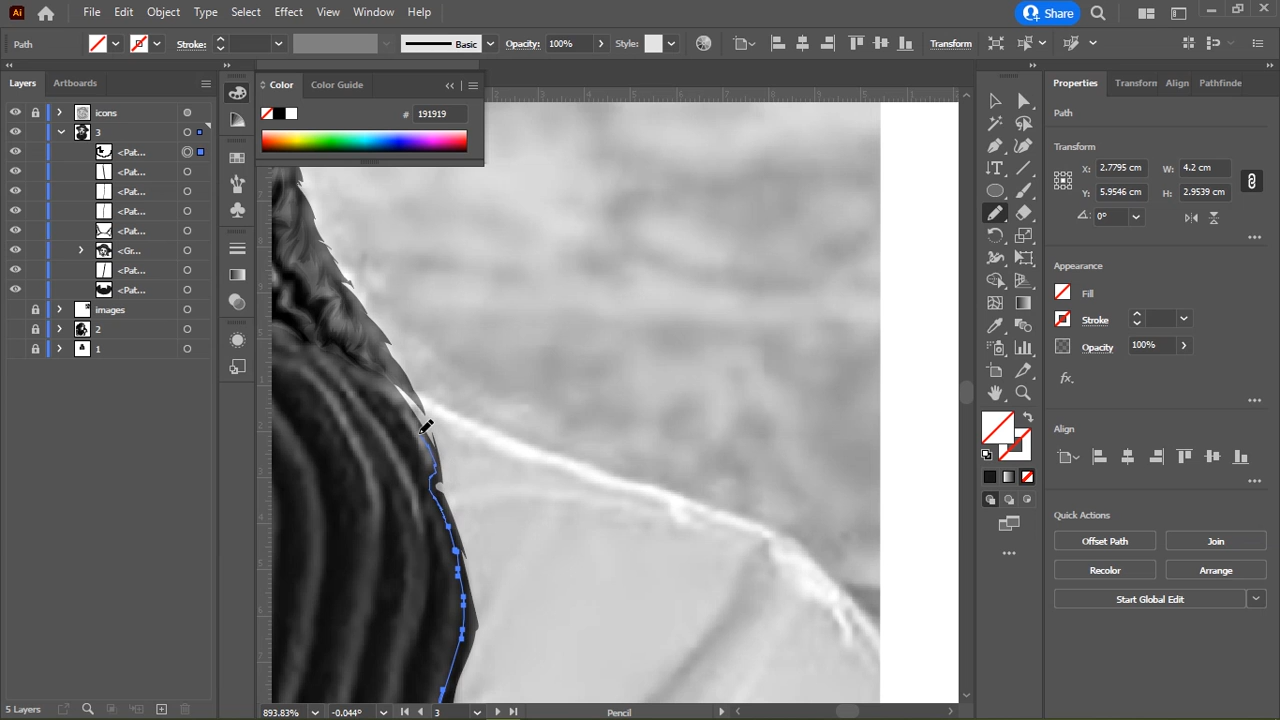 Ai File Edit Object Type Select Effect View Window Help Share
Path Stroke: Basic Opacity: 100% Style: Transform
Layers Artboards
Color Color Guide
# 191919
icons
3
<Pat...
<Pat...
<Pat...
<Pat...
<Pat...
<Gr...
<Pat...
<Pat...
images
2
1
5 Layers
893.83% -0.044° 3 Pencil
Properties Transform Align Pathfinde
Path
Transform
X: 2.7795 cm W: 4.2 cm
Y: 5.9546 cm H: 2.9539 cm
0°
Appearance
Fill
Stroke
Opacity 100%
fx.
Align
Quick Actions
Offset Path Join
Recolor Arrange
Start Global Edit